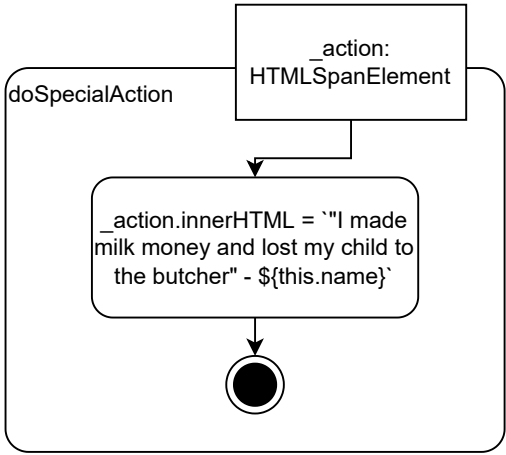 _action:
HTMLSpanElement
doSpecialAction
_action.innerHTML = `"I made
milk money and lost my child to
the butcher" - ${this.name}`